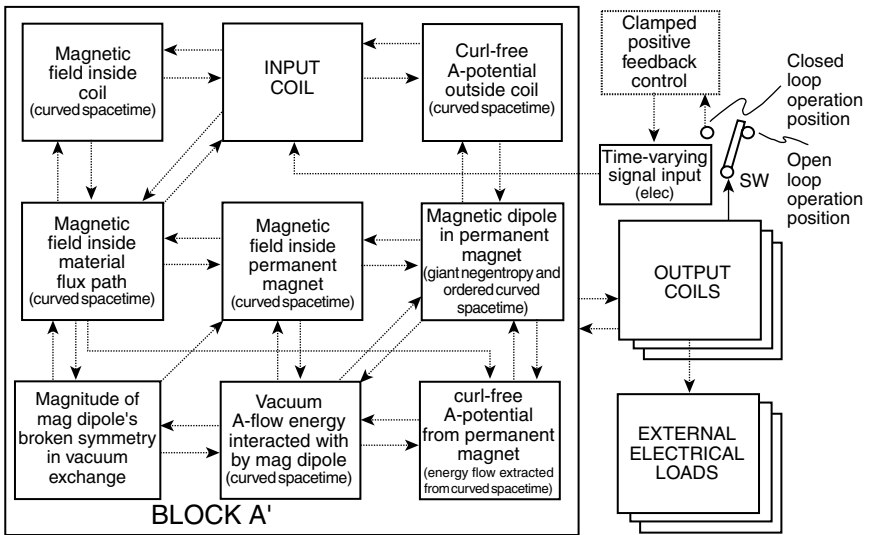 Magnetic
field inside
coil
(curved spacetime)
INPUT
COIL
Curl-free
A-potential
outside coil
(curved spacetime)
Clamped
positive
feedback
control
Closed
loop
operation
position
Time-varying
signal input
(elec)
SW
Open
loop
operation
position
Magnetic
field inside
material
flux path
(curved spacetime)
Magnetic
field inside
permanent
magnet
(curved spacetime)
Magnetic dipole
in permanent
magnet
(giant negentropy and
ordered curved
spacetime)
OUTPUT
COILS
Magnitude of
mag dipole's
broken symmetry
in vacuum
exchange
Vacuum
A-flow energy
interacted with
by mag dipole
(curved spacetime)
curl-free
A-potential
from permanent
magnet
(energy flow extracted
from curved spacetime)
EXTERNAL
ELECTRICAL
LOADS
BLOCK A'